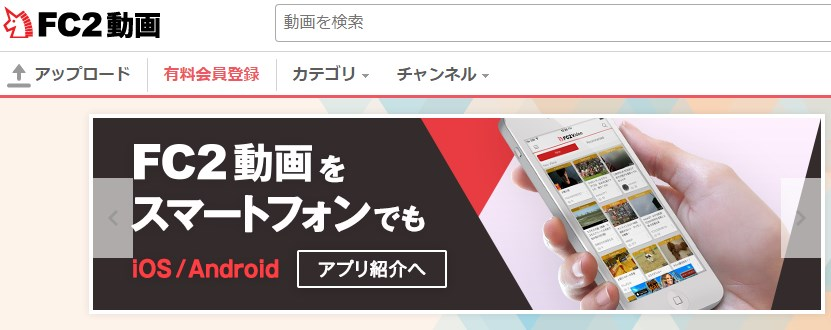 FC2動画
動画を検索
アップロード
有料会員登録
カテゴリ
チャンネル
FC2動画を
スマートフォンでも
iOS/Android
アプリ紹介へ
FC2Video